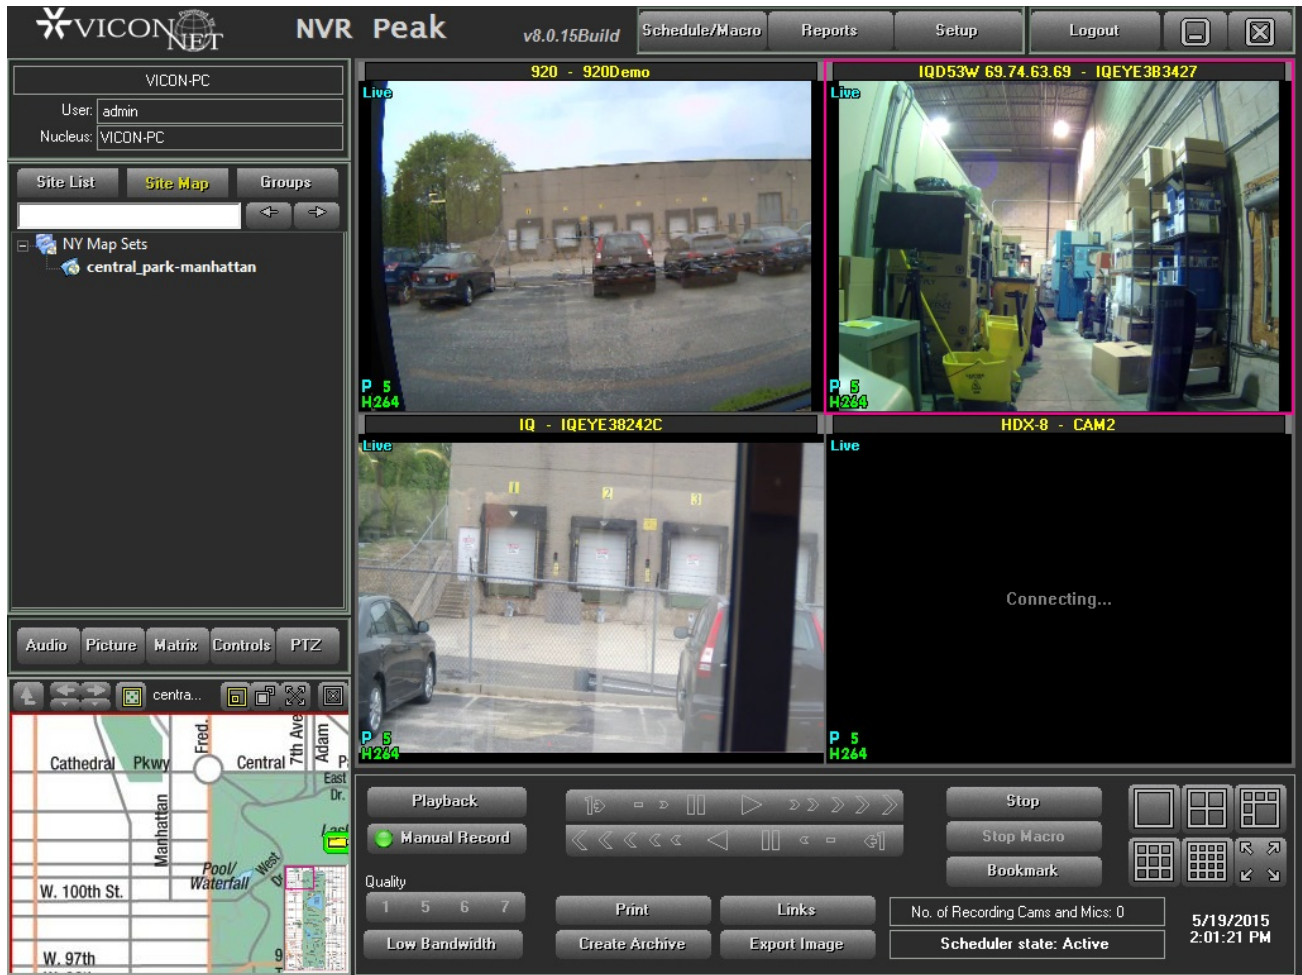 VICONNET
NVR Peak
v8.0.15Build
Schedule/Macro Reports Setup Logout
VICON-PC
User: admin
Nucleus: VICON-PC
Site List Site Map Groups
NY Map Sets
central_park-manhattan
920 - 920Demo
Live
P 5
H264
IQD53W 69.74.63.69 - IQEYE3B3427
Live
P 5
H264
IQ - IQEYE38242C
Live
1 2 3
P 5
H264
HDX-8 - CAM2
Live
Connecting...
P 5
H264
Audio Picture Matrix Controls PTZ
centra...
Cathedral Pkwy
Fred.
Central
7th Ave
Adam
P
East
Dr.
Manhattan
Pool/
Waterfall
West
W. 100th St.
W. 97th
9
Playback
Manual Record
Quality
1 5 6 7
Low Bandwidth
Print
Links
Create Archive
Export Image
Stop
Stop Macro
Bookmark
No. of Recording Cams and Mics: 0
Scheduler state: Active
5/19/2015
2:01:21 PM